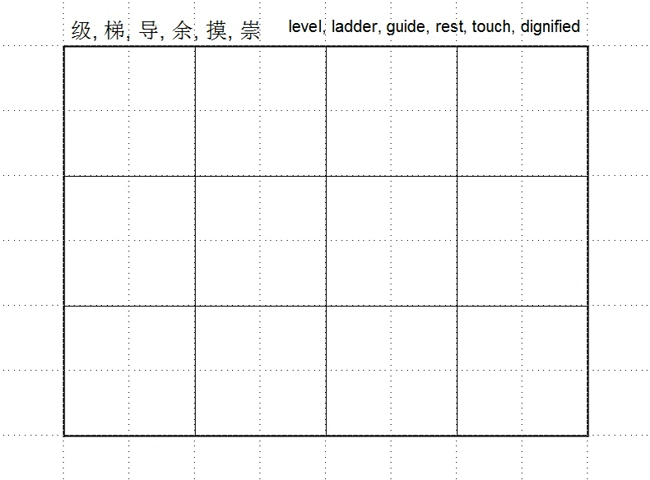 级, 梯, 导, 余, 摸, 崇 level, ladder, guide, rest, touch, dignified